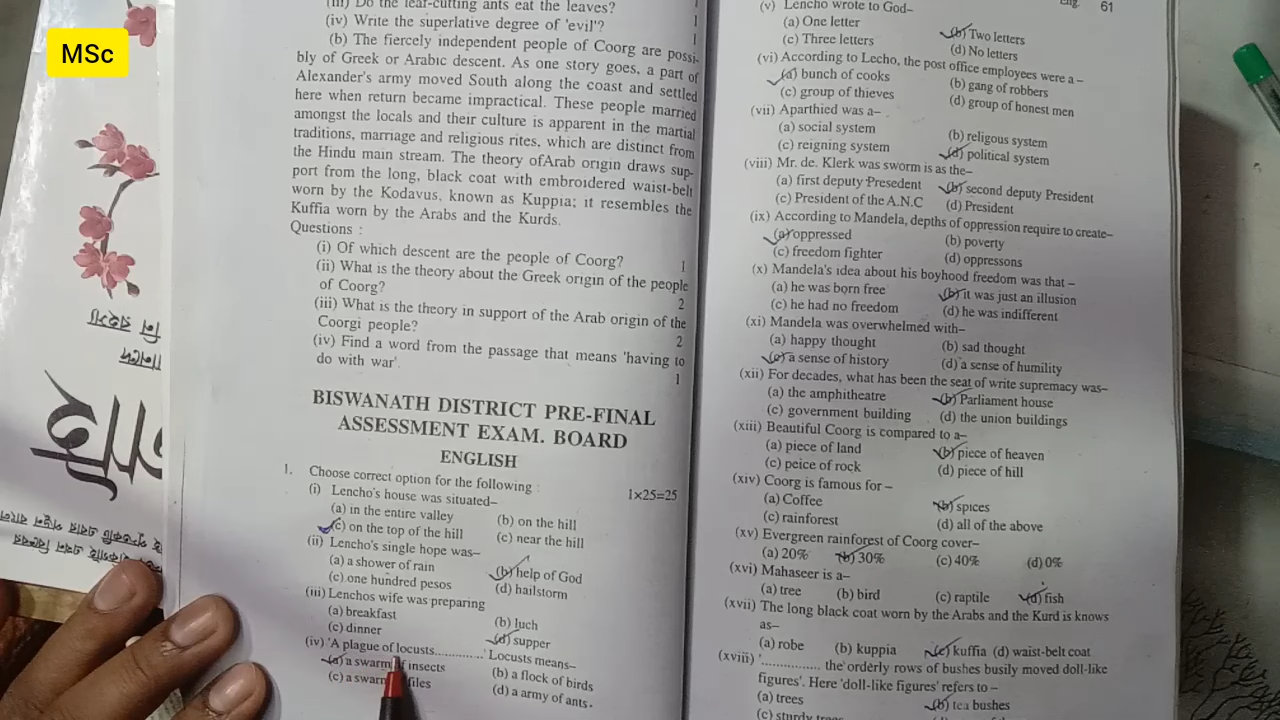 MSc
(iii) Do the leaf-cutting ants eat the leaves? 1
(iv) Write the superlative degree of 'evil'? 1
(b) The fiercely independent people of Coorg are possi-
bly of Greek or Arabic descent. As one story goes, a part of
Alexander's army moved South along the coast and settled
here when return became impractical. These people married
amongst the locals and their culture is apparent in the martial
traditions, marriage and religious rites, which are distinct from
the Hindu main stream. The theory ofArab origin draws sup-
port from the long, black coat with embroidered waist-belt
worn by the Kodavus, known as Kuppia; it resembles the
Kuffia worn by the Arabs and the Kurds.
Questions :
(i) Of which descent are the people of Coorg? 1
(ii) What is the theory about the Greek origin of the people
of Coorg? 2
(iii) What is the theory in support of the Arab origin of the
Coorgi people? 2
(iv) Find a word from the passage that means 'having to
do with war'. 1
BISWANATH DISTRICT PRE-FINAL
ASSESSMENT EXAM. BOARD
ENGLISH
1. Choose correct option for the following : 1×25=25
(i) Lencho's house was situated–
(a) in the entire valley (b) on the hill
(c) on the top of the hill (c) near the hill
(ii) Lencho's single hope was–
(a) a shower of rain (b) help of God
(c) one hundred pesos (d) hailstorm
(iii) Lenchos wife was preparing
(a) breakfast (b) luch
(c) dinner (d) supper
(iv) 'A plague of locusts.............' Locusts means–
(a) a swarm of insects (b) a flock of birds
(c) a swarm files (d) a army of ants.
Eng. 61
(v) Lencho wrote to God–
(a) One letter (b) Two letters
(c) Three letters (d) No letters
(vi) According to Lecho, the post office employees were a –
(a) bunch of cooks (b) gang of robbers
(c) group of thieves (d) group of honest men
(vii) Aparthied was a–
(a) social system (b) religous system
(c) reigning system (d) political system
(viii) Mr. de. Klerk was sworm is as the–
(a) first deputy Presedent (b) second deputy President
(c) President of the A.N.C (d) President
(ix) According to Mandela, depths of oppression require to create–
(a) oppressed (b) poverty
(c) freedom fighter (d) oppressons
(x) Mandela's idea about his boyhood freedom was that –
(a) he was born free (b) it was just an illusion
(c) he had no freedom (d) he was indifferent
(xi) Mandela was overwhelmed with–
(a) happy thought (b) sad thought
(c) a sense of history (d) a sense of humility
(xii) For decades, what has been the seat of write supremacy was–
(a) the amphitheatre (b) Parliament house
(c) government building (d) the union buildings
(xiii) Beautiful Coorg is compared to a–
(a) piece of land (b) piece of heaven
(c) peice of rock (d) piece of hill
(xiv) Coorg is famous for –
(a) Coffee (b) spices
(c) rainforest (d) all of the above
(xv) Evergreen rainforest of Coorg cover–
(a) 20% (b) 30% (c) 40% (d) 0%
(xvi) Mahaseer is a–
(a) tree (b) bird (c) raptile (d) fish
(xvii) The long black coat worn by the Arabs and the Kurd is knows
as–
(a) robe (b) kuppia (c) kuffia (d) waist-belt coat
(xviii) '............... the orderly rows of bushes busily moved doll-like
figures'. Here 'doll-like figures' refers to –
(a) trees (b) tea bushes
(c) sturdy trees